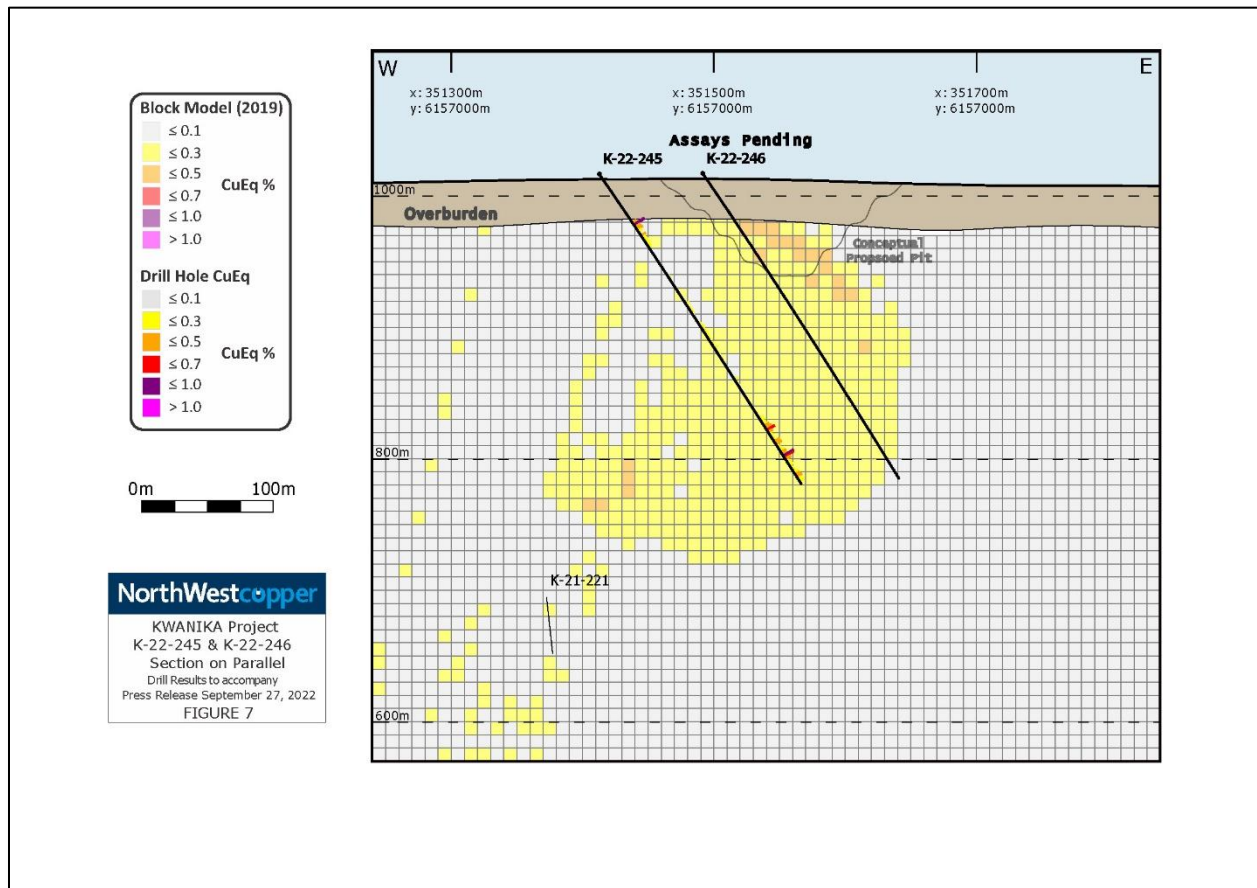 Block Model (2019)
≤ 0.1
≤ 0.3
≤ 0.5
≤ 0.7
≤ 1.0
> 1.0
CuEq %
Drill Hole CuEq
≤ 0.1
≤ 0.3
≤ 0.5
≤ 0.7
≤ 1.0
> 1.0
CuEq %
0m 100m
NorthWestcopper
KWANIKA Project
K-22-245 & K-22-246
Section on Parallel
Drill Results to accompany
Press Release September 27, 2022
FIGURE 7
W E
x: 351300m x: 351500m x: 351700m
y: 6157000m y: 6157000m y: 6157000m
Assays Pending
K-22-245 K-22-246
1000m
Overburden
Conceptual
Propsoed Pit
800m
K-21-221
600m